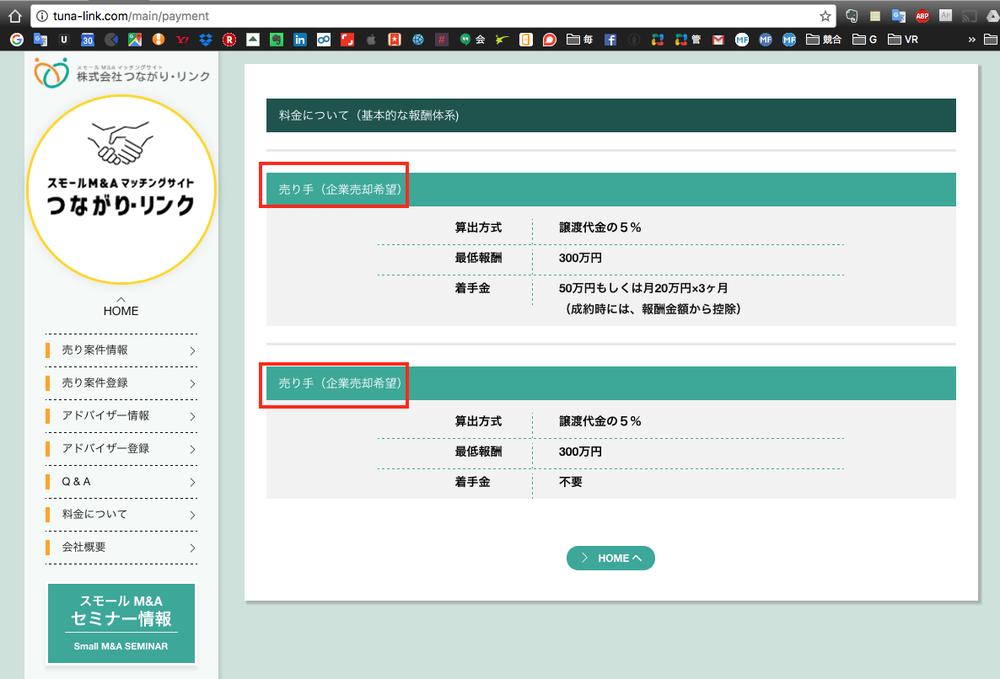 tuna-link.com/main/payment
ABP
U
30
Y!
R
in
#
会
f
管
M
MF
MF
MF
競合
G
VR
毎
»
スモール M&A マッチングサイト
株式会社つながり・リンク
スモールM&Aマッチングサイト
つながり・リンク
HOME
売り案件情報
売り案件登録
アドバイザー情報
アドバイザー登録
Q & A
料金について
会社概要
スモール M&A
セミナー情報
Small M&A SEMINAR
料金について（基本的な報酬体系)
売り手（企業売却希望）
算出方式 譲渡代金の５％
最低報酬 300万円
着手金 50万円もしくは月20万円×3ヶ月
（成約時には、報酬金額から控除）
売り手（企業売却希望）
算出方式 譲渡代金の５％
最低報酬 300万円
着手金 不要
HOME へ